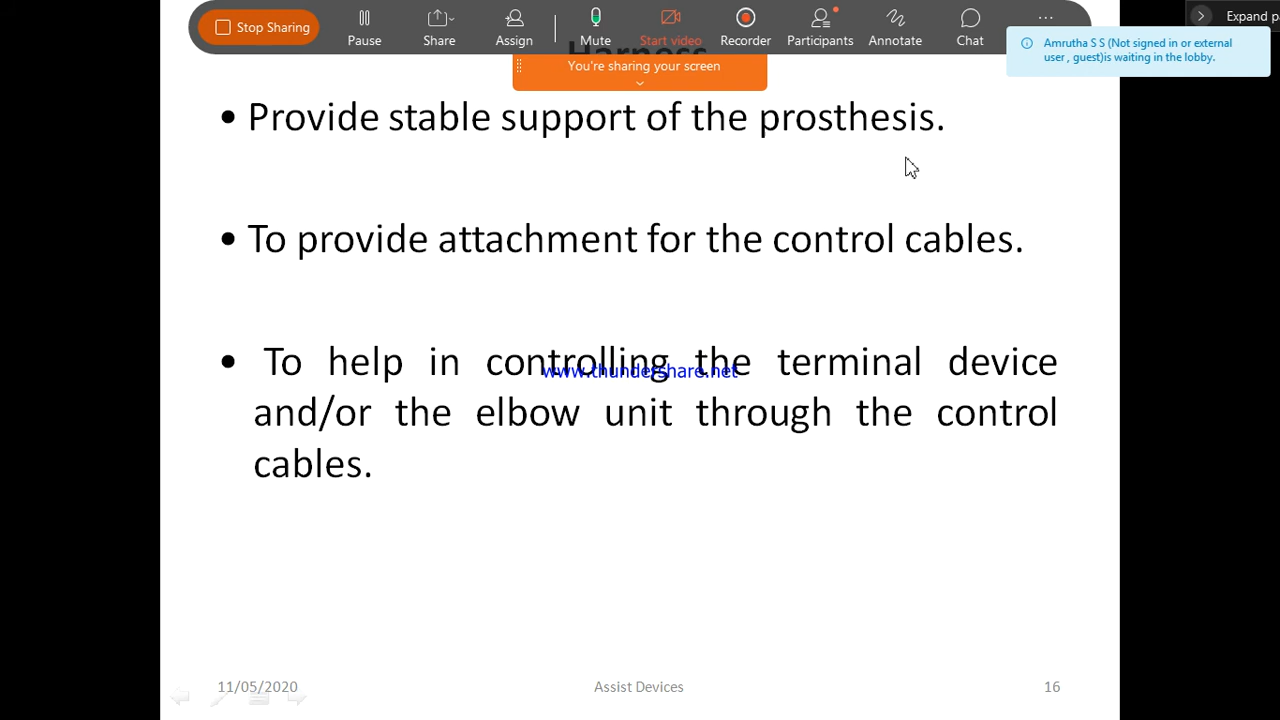 Stop Sharing
Pause
Share
Assign
Mute
Start video
Recorder
Participants
Annotate
Chat
Expand p
You're sharing your screen
Amrutha S S (Not signed in or external
user , guest)is waiting in the lobby.
Harness
• Provide stable support of the prosthesis.
• To provide attachment for the control cables.
• To help in controlling the terminal device
www.thundershare.net
and/or the elbow unit through the control
cables.
11/05/2020
Assist Devices
16